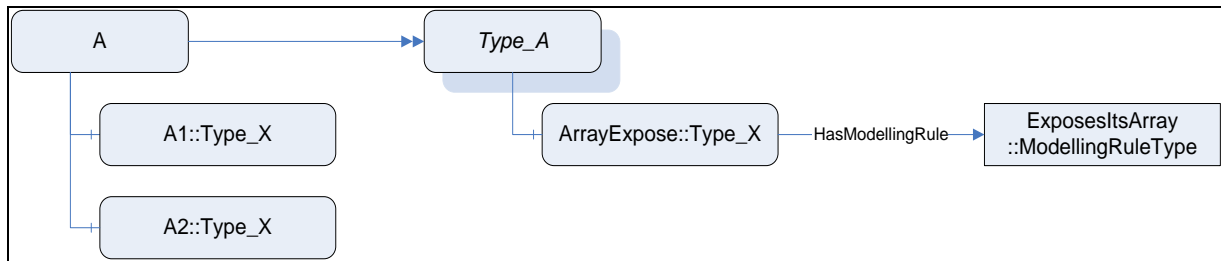 A
Type_A
A1::Type_X
ArrayExpose::Type_X
HasModellingRule
ExposesItsArray
::ModellingRuleType
A2::Type_X